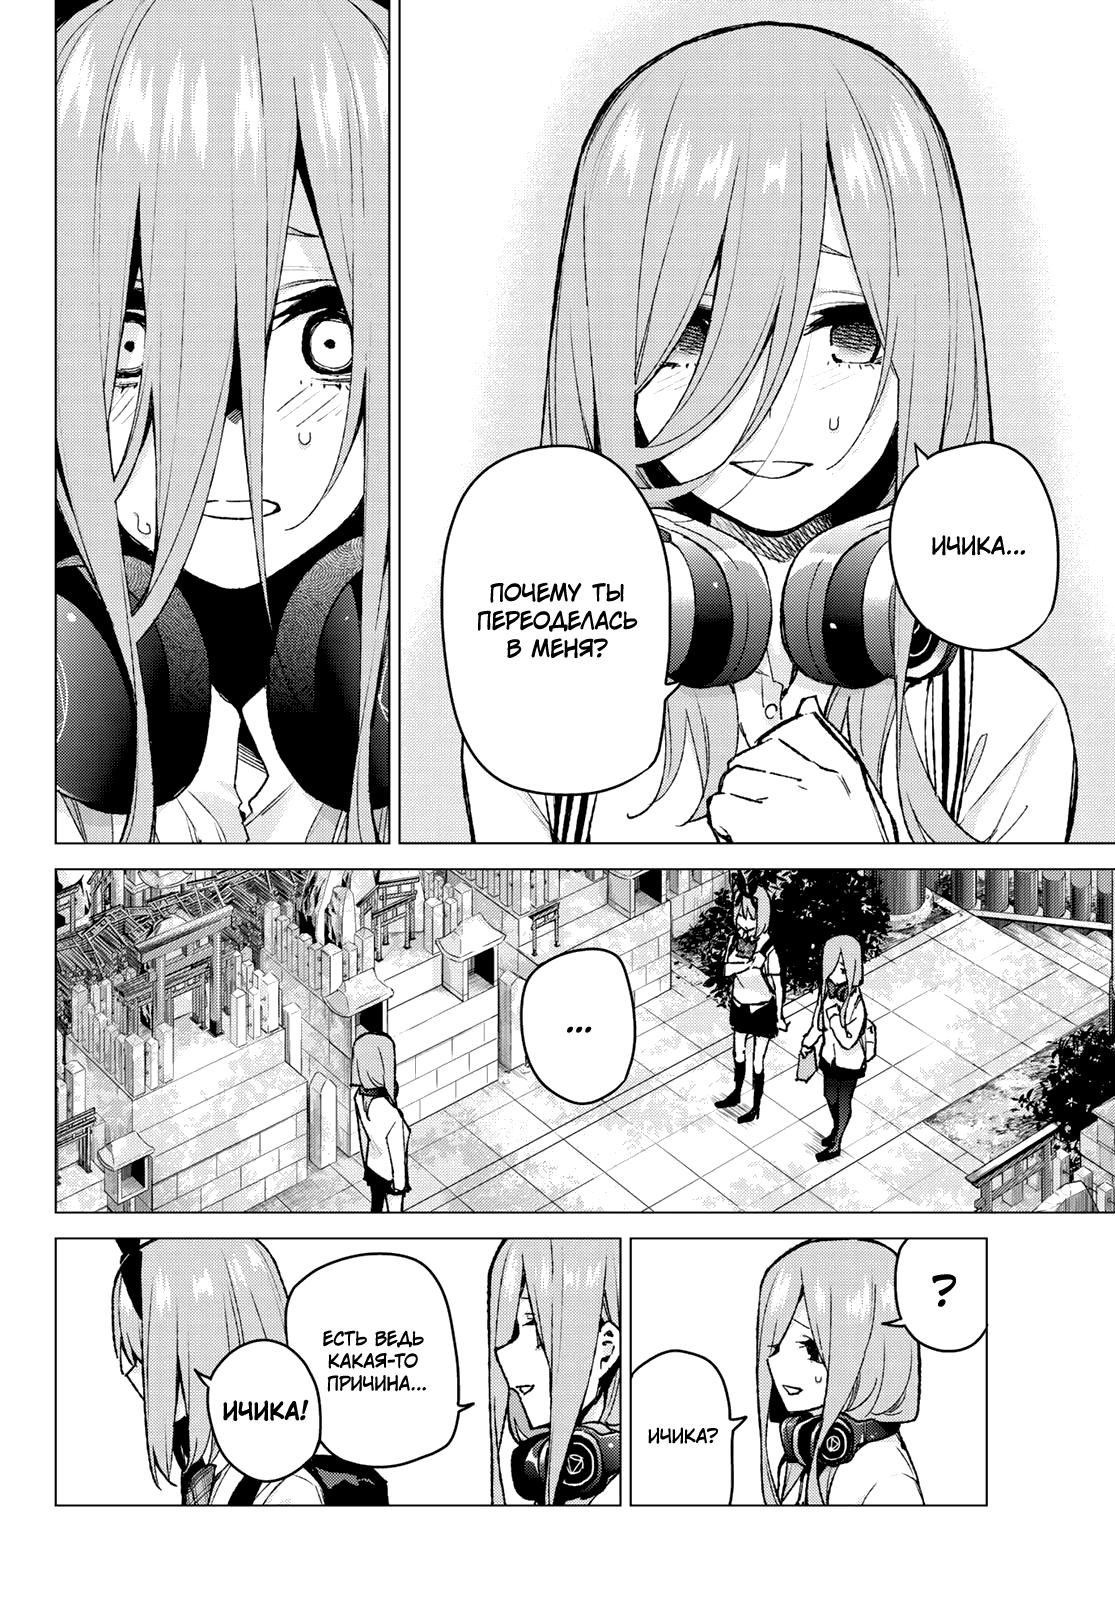 ИЧИКА...
ПОЧЕМУ ТЫ
ПЕРЕОДЕЛАСЬ
В МЕНЯ?
...
?
ИЧИКА?
ЕСТЬ ВЕДЬ
КАКАЯ-ТО
ПРИЧИНА...
ИЧИКА!